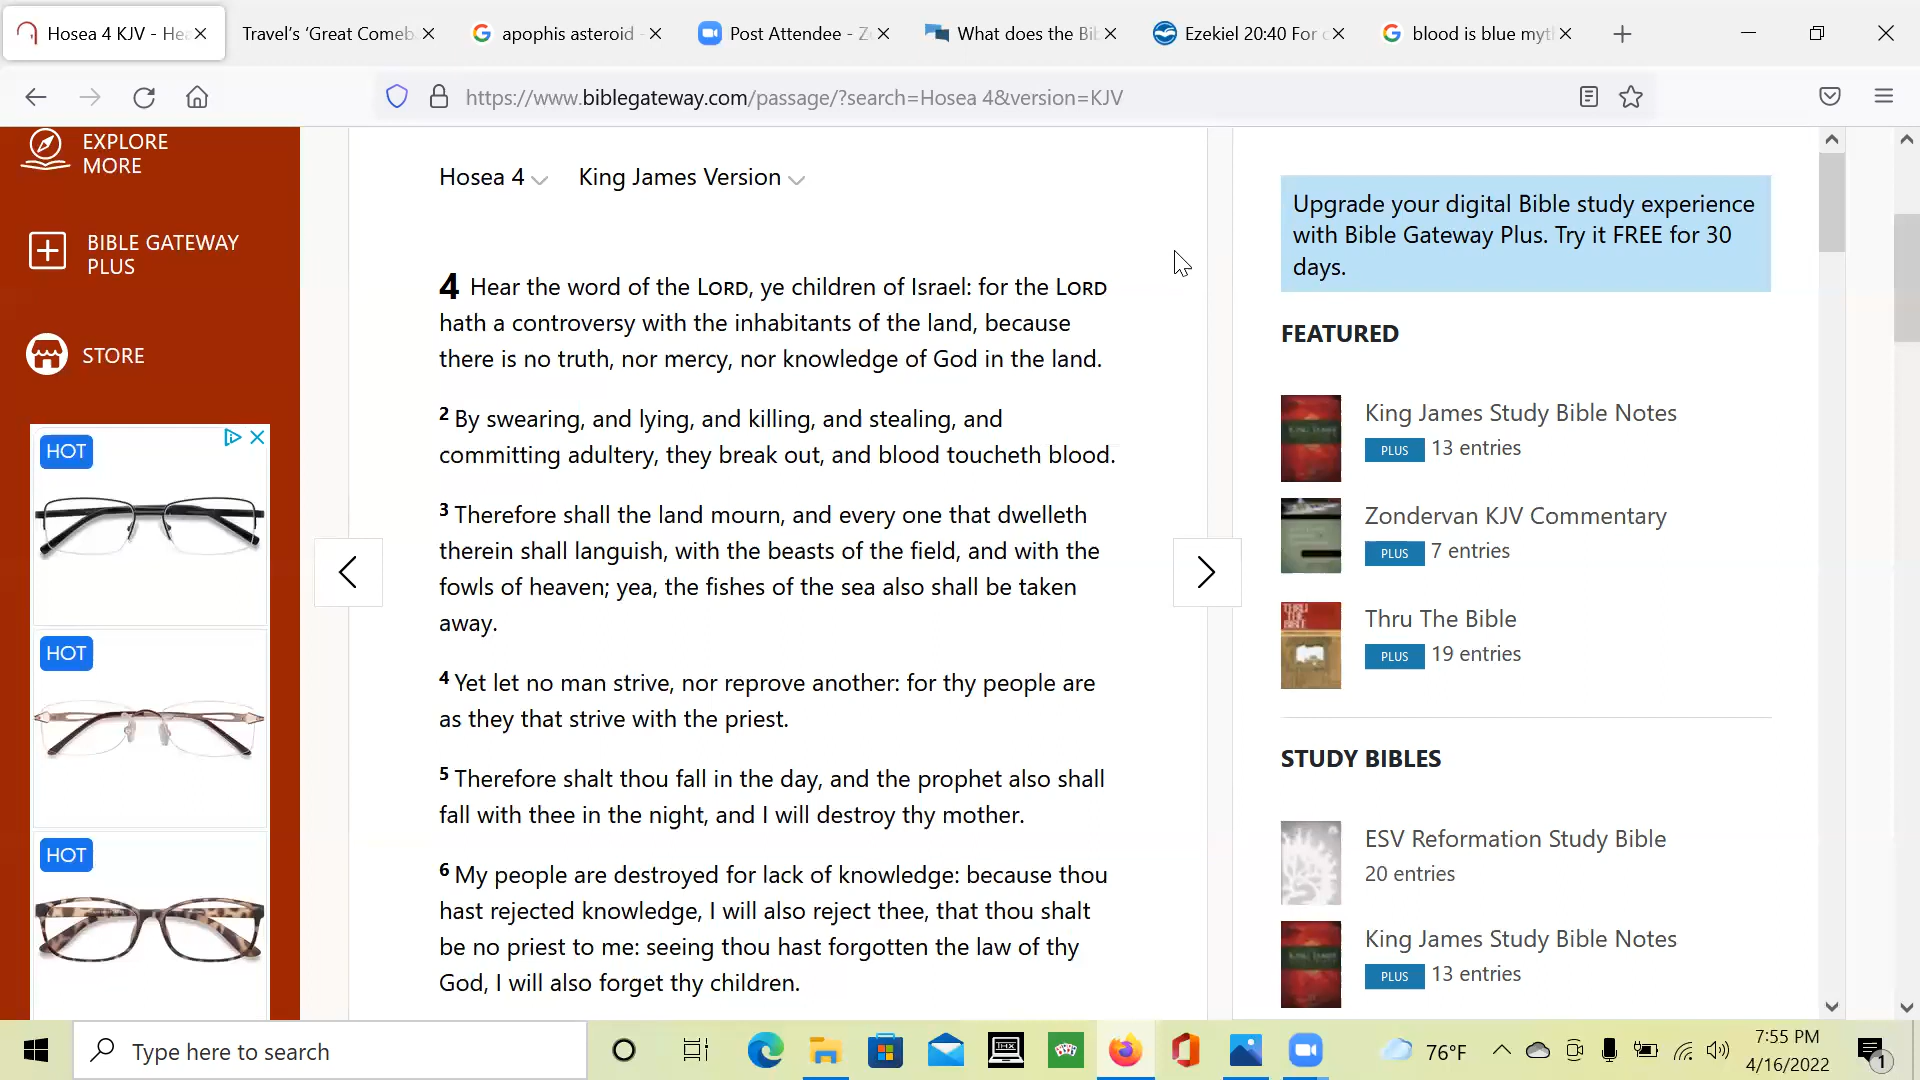 Hosea 4 KJV - Hea
Travel's 'Great Comeb
apophis asteroid -
Post Attendee - Zo
What does the Bib
Ezekiel 20:40 For o
blood is blue myt
https://www.biblegateway.com/passage/?search=Hosea 4&version=KJV
EXPLORE
MORE
BIBLE GATEWAY
PLUS
STORE
HOT
HOT
HOT
Hosea 4
King James Version
4 Hear the word of the LORD, ye children of Israel: for the LORD
hath a controversy with the inhabitants of the land, because
there is no truth, nor mercy, nor knowledge of God in the land.
2 By swearing, and lying, and killing, and stealing, and
committing adultery, they break out, and blood toucheth blood.
3 Therefore shall the land mourn, and every one that dwelleth
therein shall languish, with the beasts of the field, and with the
fowls of heaven; yea, the fishes of the sea also shall be taken
away.
4 Yet let no man strive, nor reprove another: for thy people are
as they that strive with the priest.
5 Therefore shalt thou fall in the day, and the prophet also shall
fall with thee in the night, and I will destroy thy mother.
6 My people are destroyed for lack of knowledge: because thou
hast rejected knowledge, I will also reject thee, that thou shalt
be no priest to me: seeing thou hast forgotten the law of thy
God, I will also forget thy children.
Upgrade your digital Bible study experience
with Bible Gateway Plus. Try it FREE for 30
days.
FEATURED
King James Study Bible Notes
PLUS 13 entries
Zondervan KJV Commentary
PLUS 7 entries
THRU
THE
BIBLE
Thru The Bible
PLUS 19 entries
STUDY BIBLES
ESV Reformation Study Bible
20 entries
King James Study Bible Notes
PLUS 13 entries
Type here to search
76°F
7:55 PM
4/16/2022
1